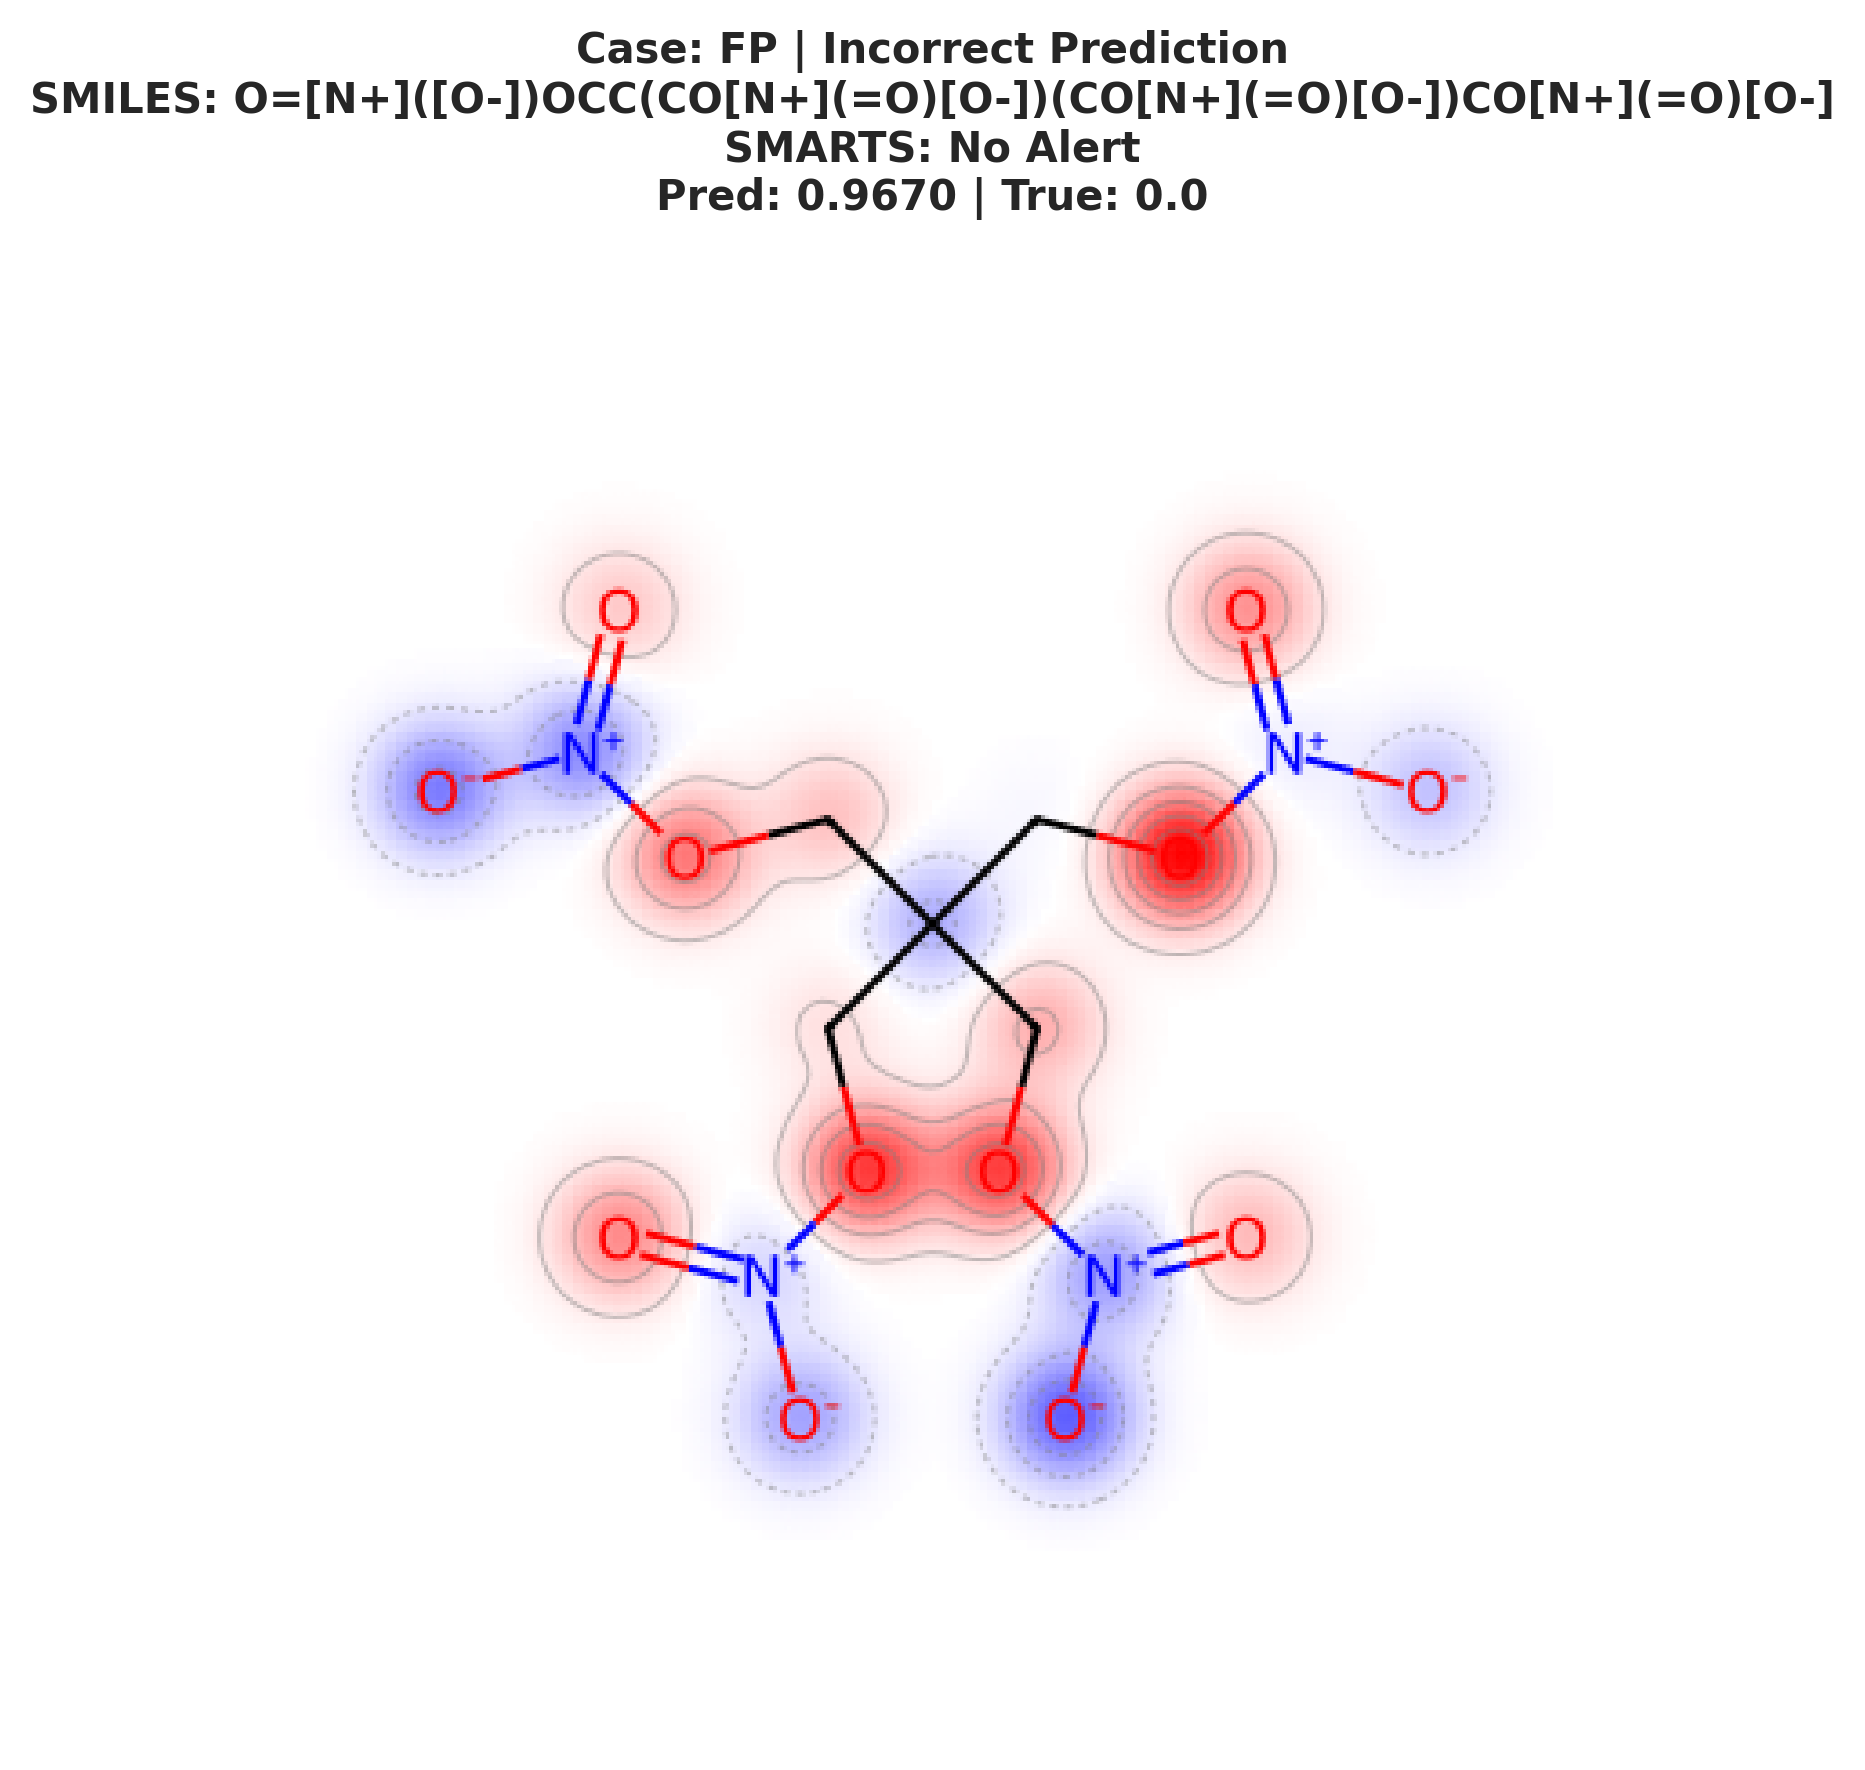 Case: FP | Incorrect Prediction
SMILES: O=[N+]([O-])OCC(CO[N+](=O)[O-])(CO[N+](=O)[O-])CO[N+](=O)[O-]
SMARTS: No Alert
Pred: 0.9670 | True: 0.0
O O
N+ N+
O- O-
O O
O O
O O
N+ N+
O- O-